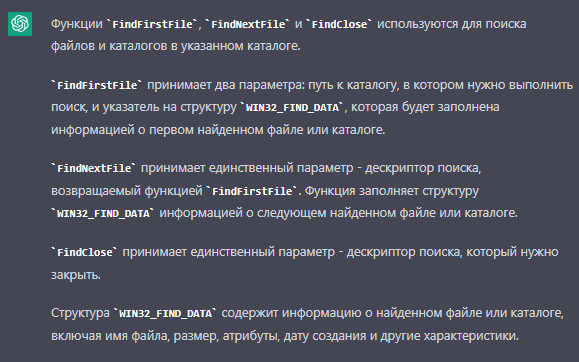 Функции `FindFirstFile`, `FindNextFile` и `FindClose` используются для поиска
файлов и каталогов в указанном каталоге.
`FindFirstFile` принимает два параметра: путь к каталогу, в котором нужно выполнить
поиск, и указатель на структуру `WIN32_FIND_DATA`, которая будет заполнена
информацией о первом найденном файле или каталоге.
`FindNextFile` принимает единственный параметр - дескриптор поиска,
возвращаемый функцией `FindFirstFile`. Функция заполняет структуру
`WIN32_FIND_DATA` информацией о следующем найденном файле или каталоге.
`FindClose` принимает единственный параметр - дескриптор поиска, который нужно
закрыть.
Структура `WIN32_FIND_DATA` содержит информацию о найденном файле или каталоге,
включая имя файла, размер, атрибуты, дату создания и другие характеристики.